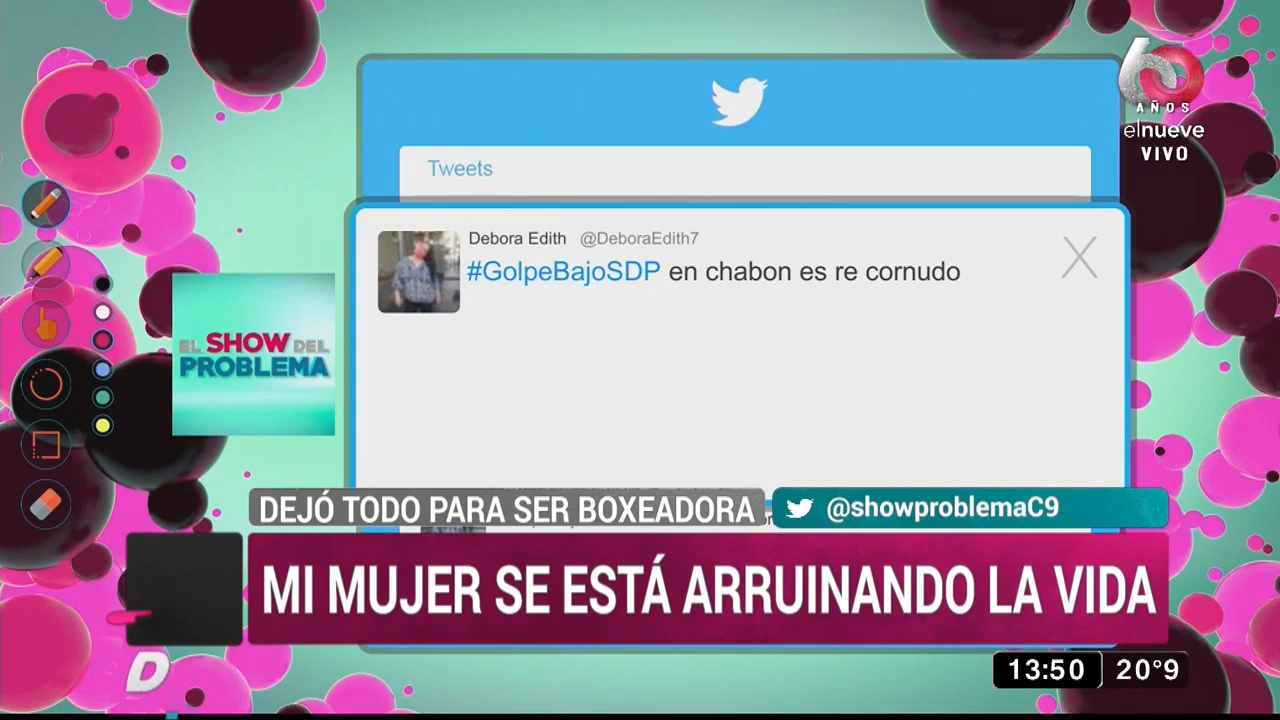 60
AÑOS
elnueve
VIVO
Tweets
Debora Edith @DeboraEdith7
#GolpeBajoSDP en chabon es re cornudo
EL SHOW DEL
PROBLEMA
DEJÓ TODO PARA SER BOXEADORA
@showproblemaC9
MI MUJER SE ESTÁ ARRUINANDO LA VIDA
D
13:50 20°9